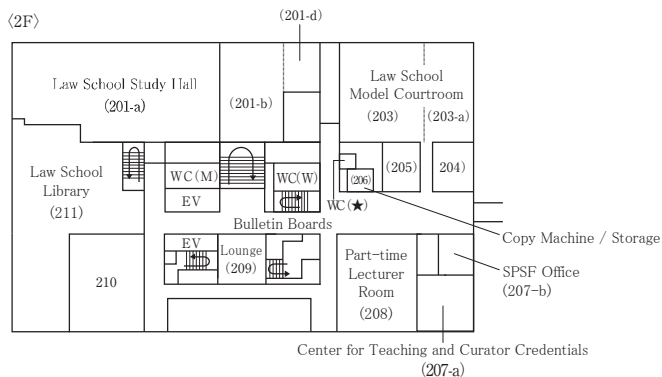 〈2F〉
(201-d)
Law School Study Hall
(201-a)
(201-b)
Law School
Model Courtroom
(203)
(203-a)
Law School
Library
(211)
WC(M)
EV
WC(W)
(205)
204
(206)
WC(★)
Bulletin Boards
Copy Machine / Storage
EV
Lounge
(209)
210
Part-time
Lecturer
Room
(208)
SPSF Office
(207-b)
Center for Teaching and Curator Credentials
(207-a)